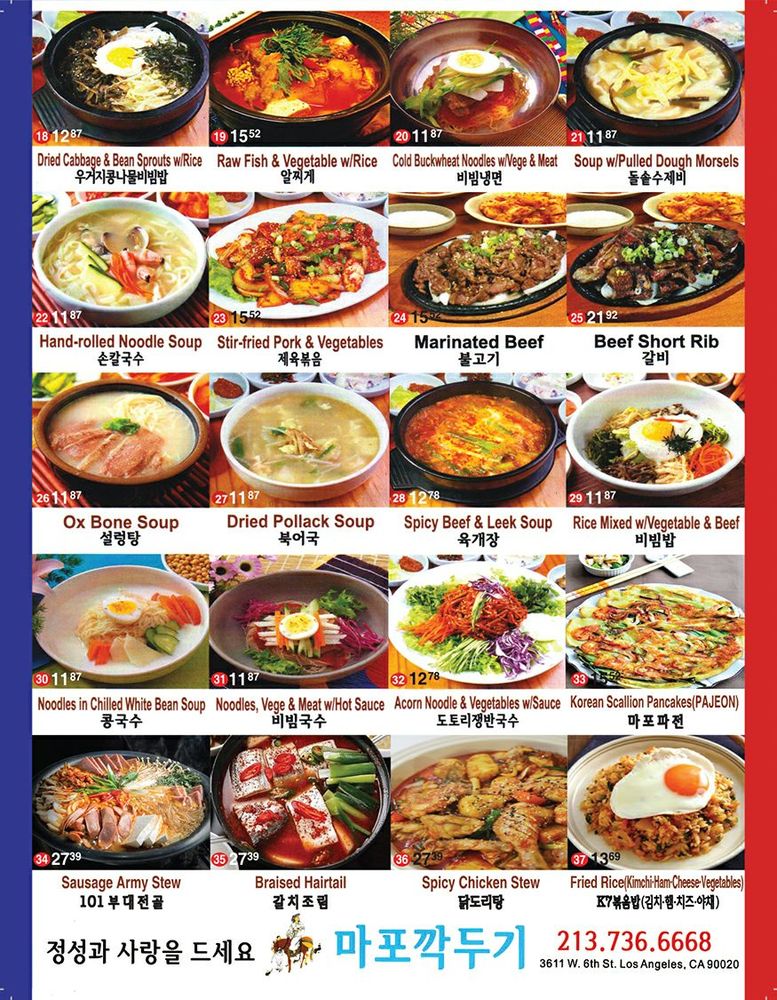 18 12 87
19 15 52
20 11 87
21 11 87
Dried Cabbage & Bean Sprouts w/Rice
우거지콩나물비빔밥
Raw Fish & Vegetable w/Rice
알찌게
Cold Buckwheat Noodles w/Vege & Meat
비빔냉면
Soup w/Pulled Dough Morsels
돌솥수제비
22 11 87
23 15 52
24 15 52
25 21 92
Hand-rolled Noodle Soup
손칼국수
Stir-fried Pork & Vegetables
제육볶음
Marinated Beef
불고기
Beef Short Rib
갈비
26 11 87
27 11 87
28 12 78
29 11 87
Ox Bone Soup
설렁탕
Dried Pollack Soup
북어국
Spicy Beef & Leek Soup
육개장
Rice Mixed w/Vegetable & Beef
비빔밥
30 11 87
31 11 87
32 12 78
33 15 52
Noodles in Chilled White Bean Soup
콩국수
Noodles, Vege & Meat w/Hot Sauce
비빔국수
Acorn Noodle & Vegetables w/Sauce
도토리쟁반국수
Korean Scallion Pancakes(PAJEON)
마포파전
34 27 39
35 27 39
36 27 39
37 13 69
Sausage Army Stew
101 부대전골
Braised Hairtail
갈치조림
Spicy Chicken Stew
닭도리탕
Fried Rice(Kimchi·Ham·Cheese·Vegetables)
K7볶음밥(김치·햄·치즈·야채)
정성과 사랑을 드세요
마포깍두기
213.736.6668
3611 W. 6th St. Los Angeles, CA 90020